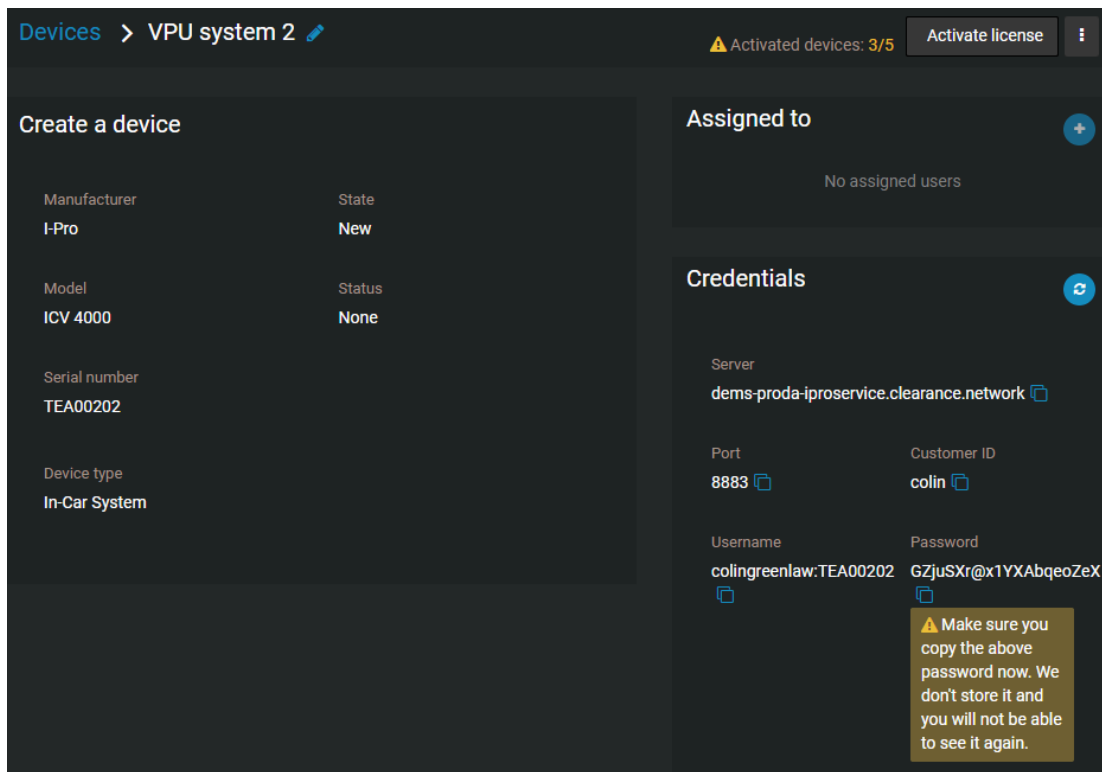 Devices > VPU system 2
Activated devices: 3/5
Activate license
Create a device
Manufacturer
I-Pro
State
New
Model
ICV 4000
Status
None
Serial number
TEA00202
Device type
In-Car System
Assigned to
No assigned users
Credentials
Server
dems-proda-iproservice.clearance.network
Port
8883
Customer ID
colin
Username
colingreenlaw:TEA00202
Password
GZjuSXr@x1YXAbqeoZeX
Make sure you
copy the above
password now. We
don't store it and
you will not be able
to see it again.